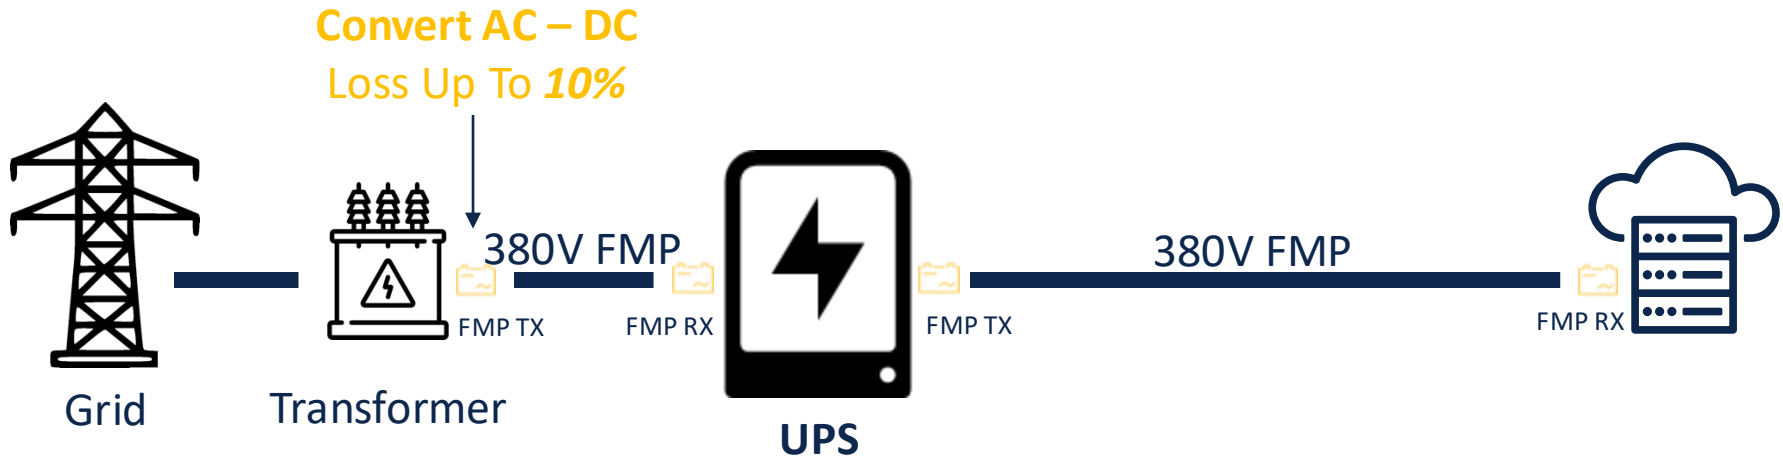 Convert AC – DC
Loss Up To 10%
380V FMP
380V FMP
FMP TX
FMP RX
FMP TX
FMP RX
Grid
Transformer
UPS